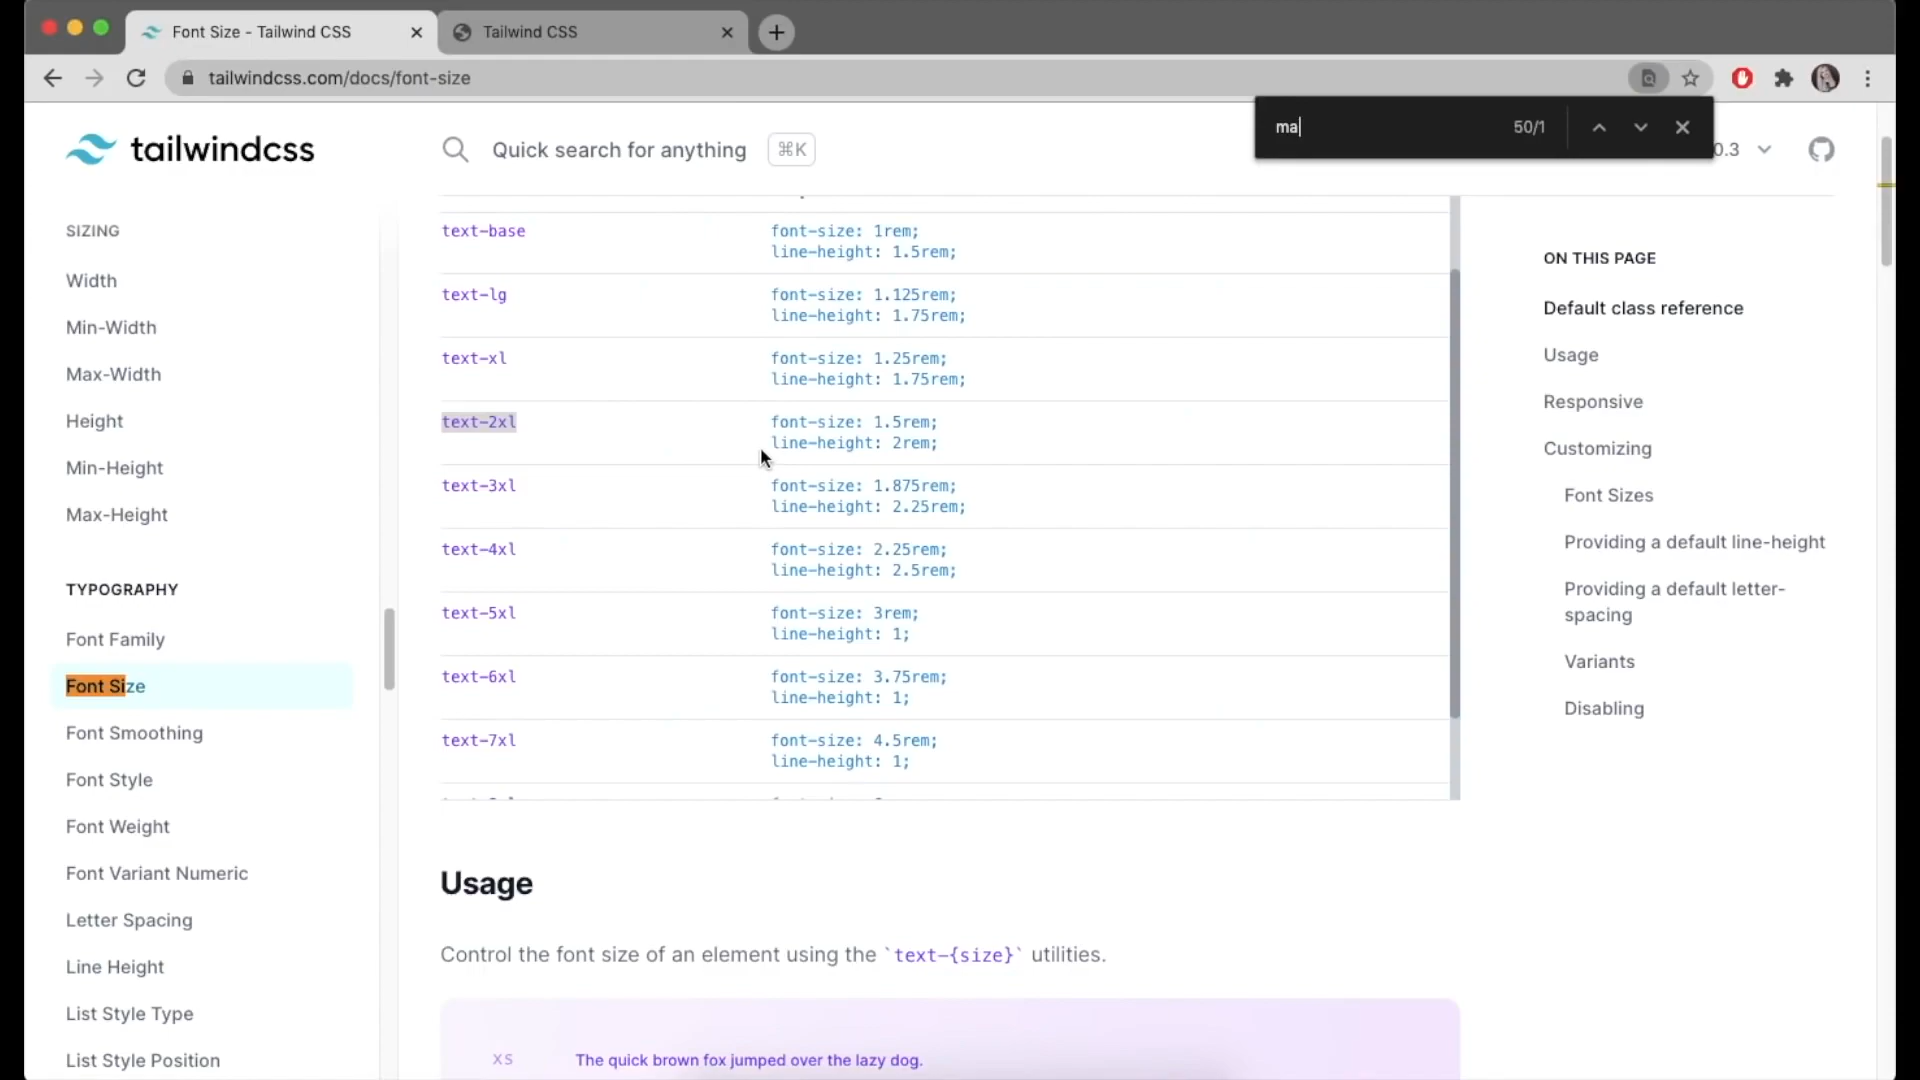 Font Size - Tailwind CSS
Tailwind CSS
tailwindcss.com/docs/font-size
ma
50/1
tailwindcss
Quick search for anything
⌘K
0.3
SIZING
Width
Min-Width
Max-Width
Height
Min-Height
Max-Height
TYPOGRAPHY
Font Family
Font Size
Font Smoothing
Font Style
Font Weight
Font Variant Numeric
Letter Spacing
Line Height
List Style Type
List Style Position
text-base
font-size: 1rem;
line-height: 1.5rem;
text-lg
font-size: 1.125rem;
line-height: 1.75rem;
text-xl
font-size: 1.25rem;
line-height: 1.75rem;
text-2xl
font-size: 1.5rem;
line-height: 2rem;
text-3xl
font-size: 1.875rem;
line-height: 2.25rem;
text-4xl
font-size: 2.25rem;
line-height: 2.5rem;
text-5xl
font-size: 3rem;
line-height: 1;
text-6xl
font-size: 3.75rem;
line-height: 1;
text-7xl
font-size: 4.5rem;
line-height: 1;
Usage
Control the font size of an element using the `text-{size}` utilities.
XS
The quick brown fox jumped over the lazy dog.
ON THIS PAGE
Default class reference
Usage
Responsive
Customizing
Font Sizes
Providing a default line-height
Providing a default letter-
spacing
Variants
Disabling